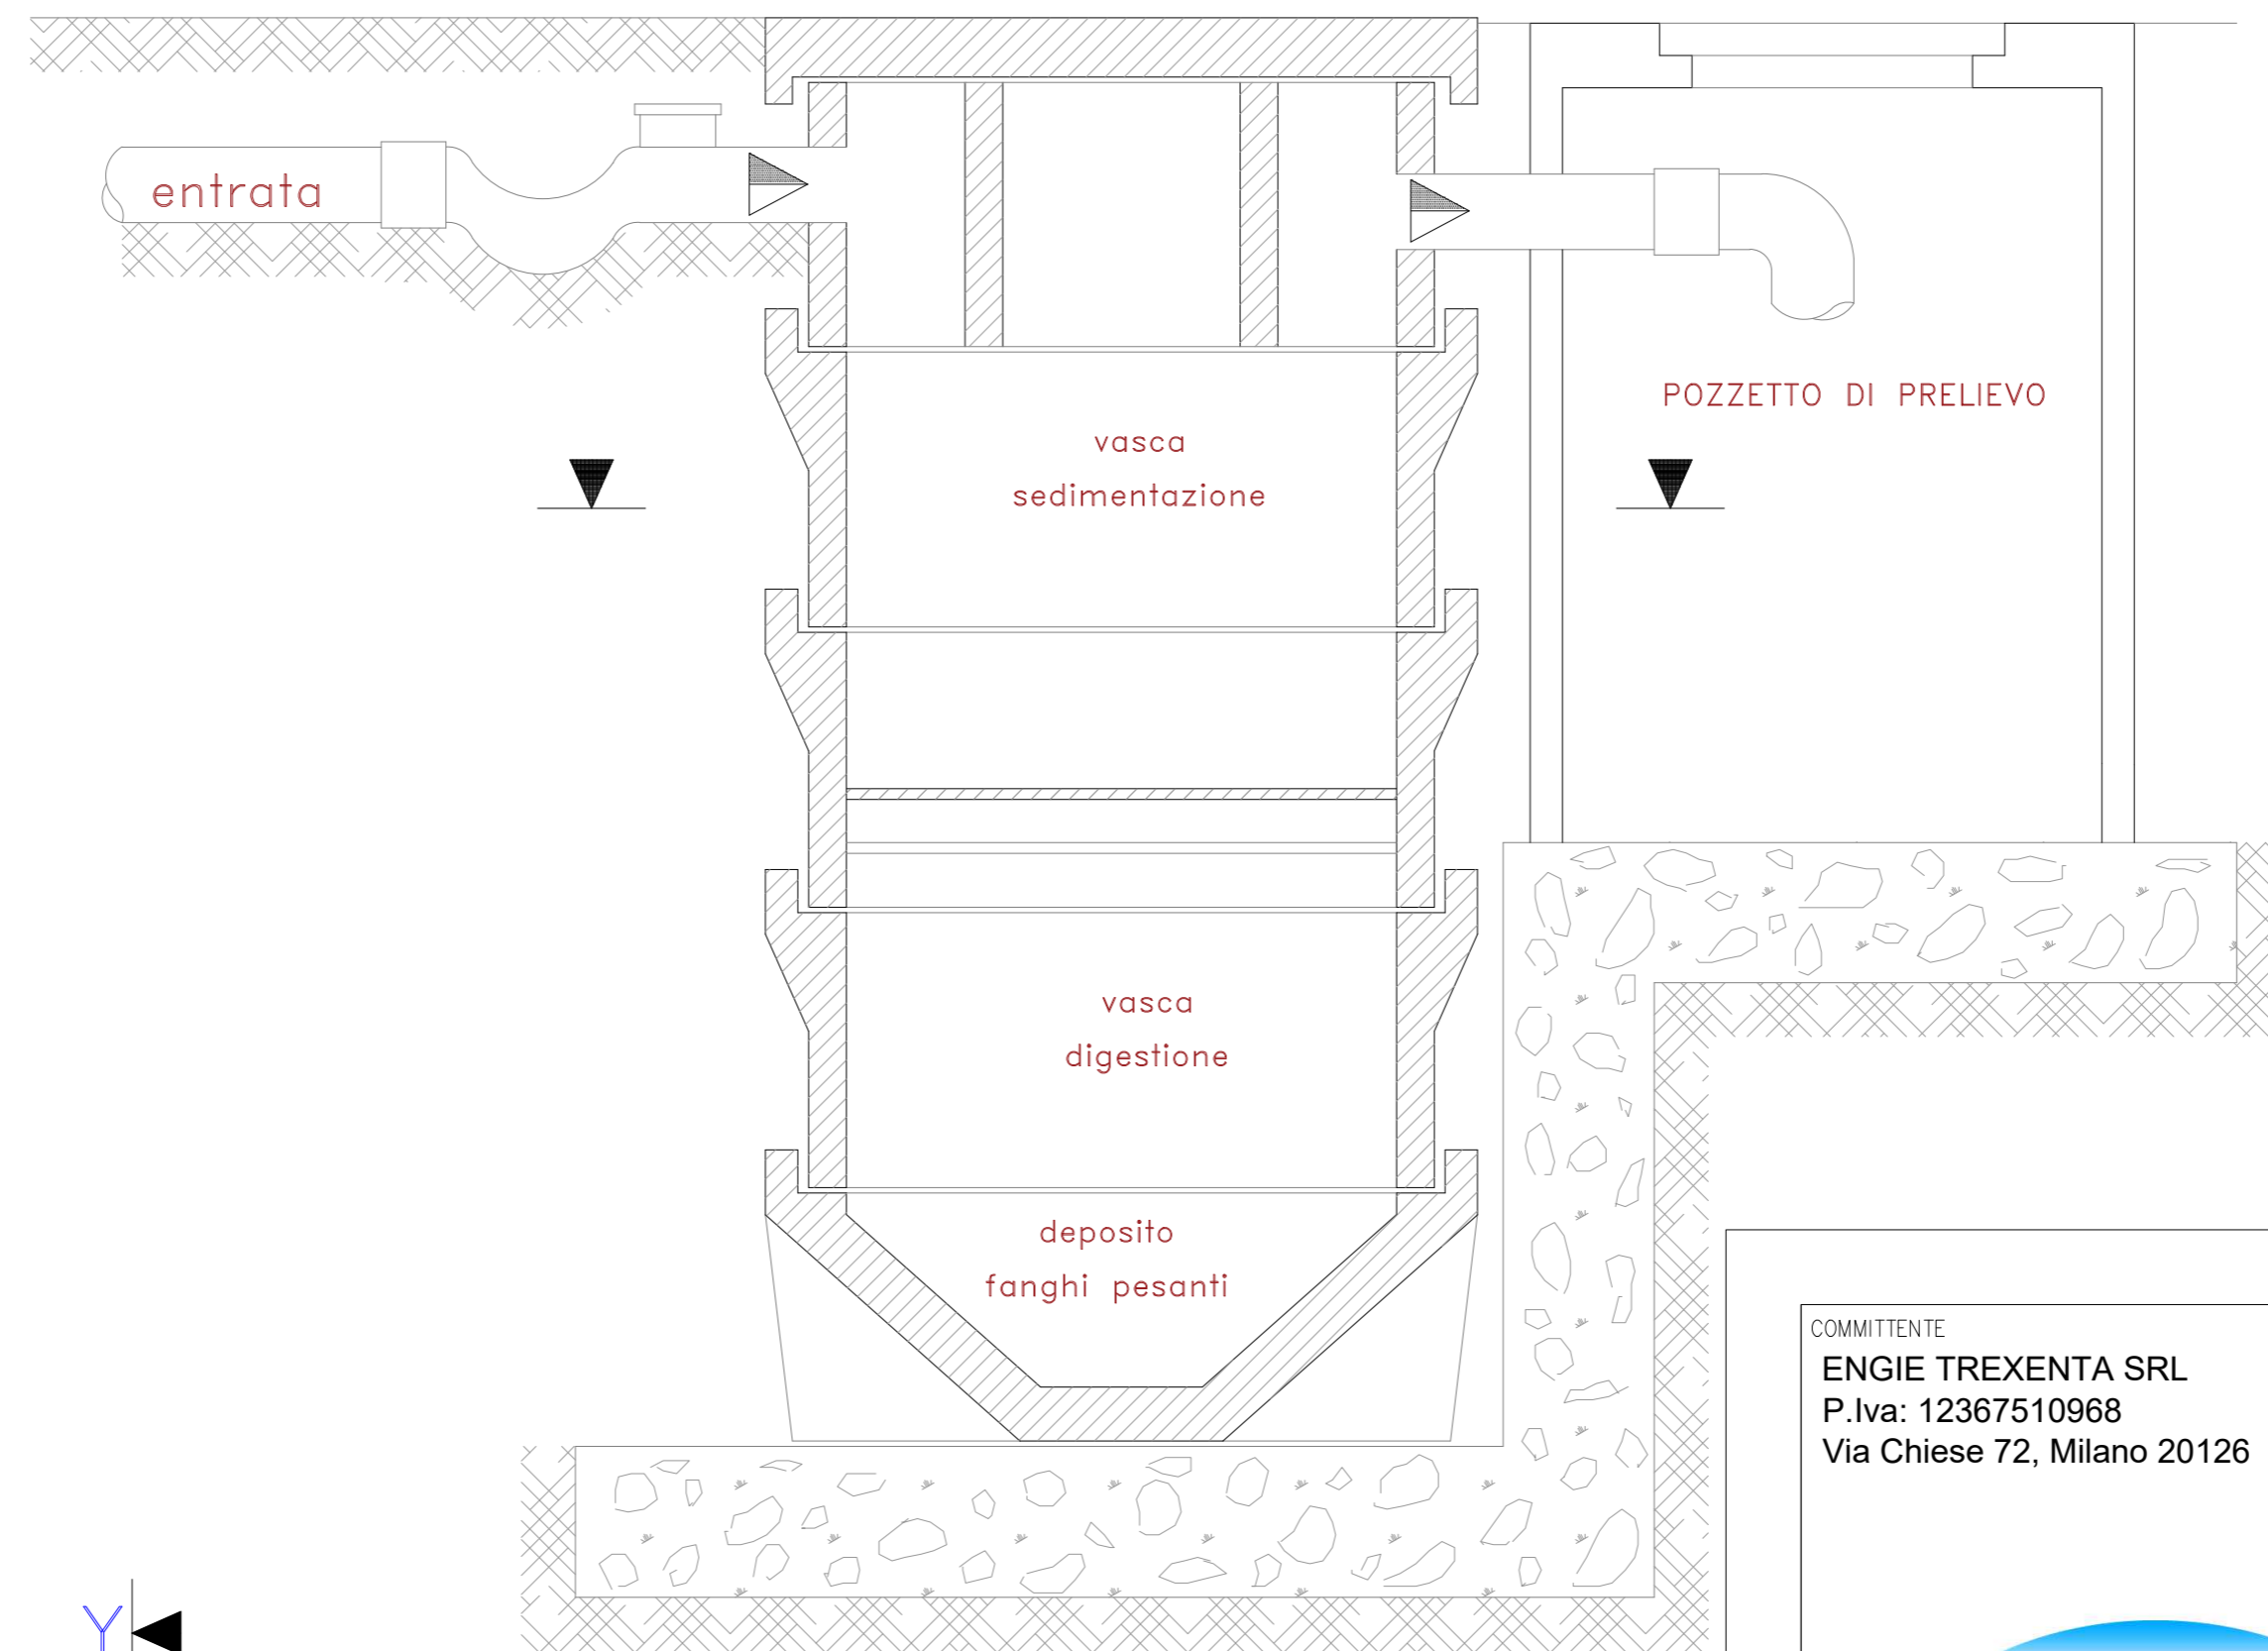 entrata
POZZETTO DI PRELIEVO
vasca
sedimentazione
vasca
digestione
deposito
fanghi pesanti
COMMITTENTE
ENGIE TREXENTA SRL
P.Iva: 12367510968
Via Chiese 72, Milano 20126
Y